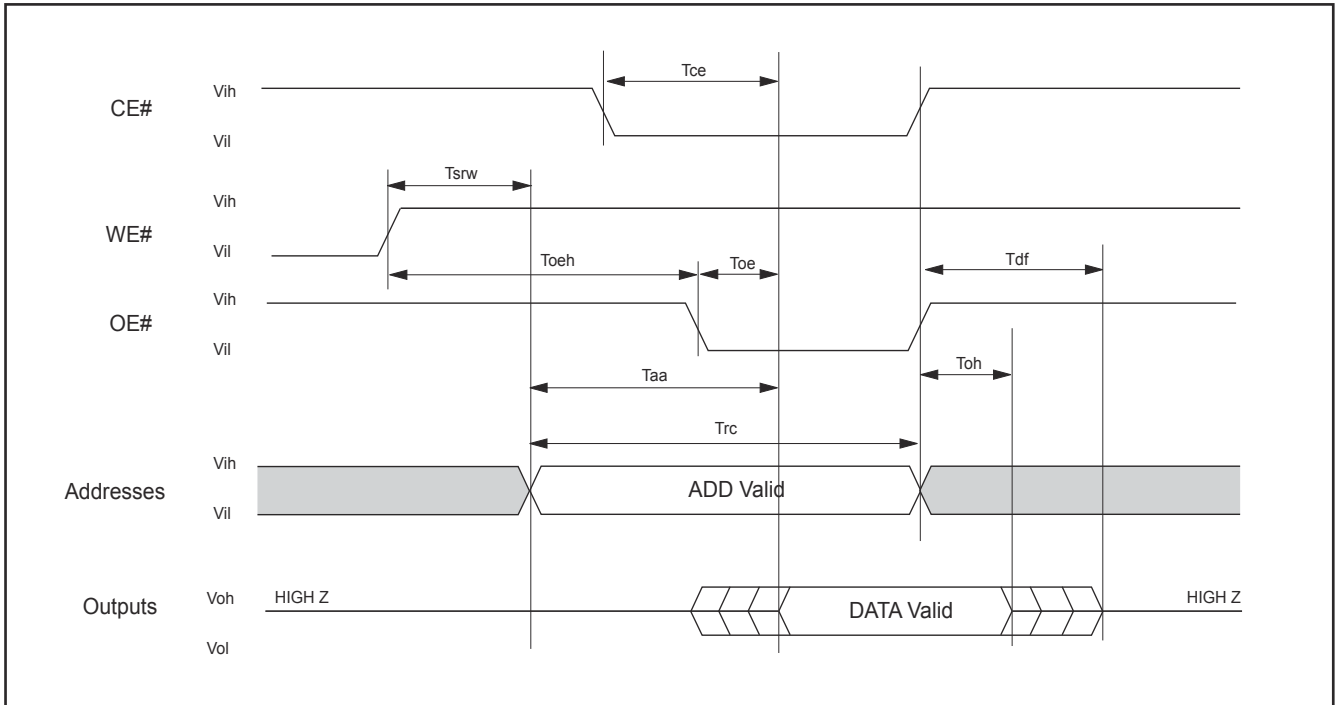 Tce
CE#
Vih
Vil
Tsrw
WE#
Vih
Vil
Toeh
Toe
Tdf
OE#
Vih
Vil
Taa
Toh
Trc
Addresses
Vih
Vil
ADD Valid
Outputs
Voh
HIGH Z
DATA Valid
HIGH Z
Vol